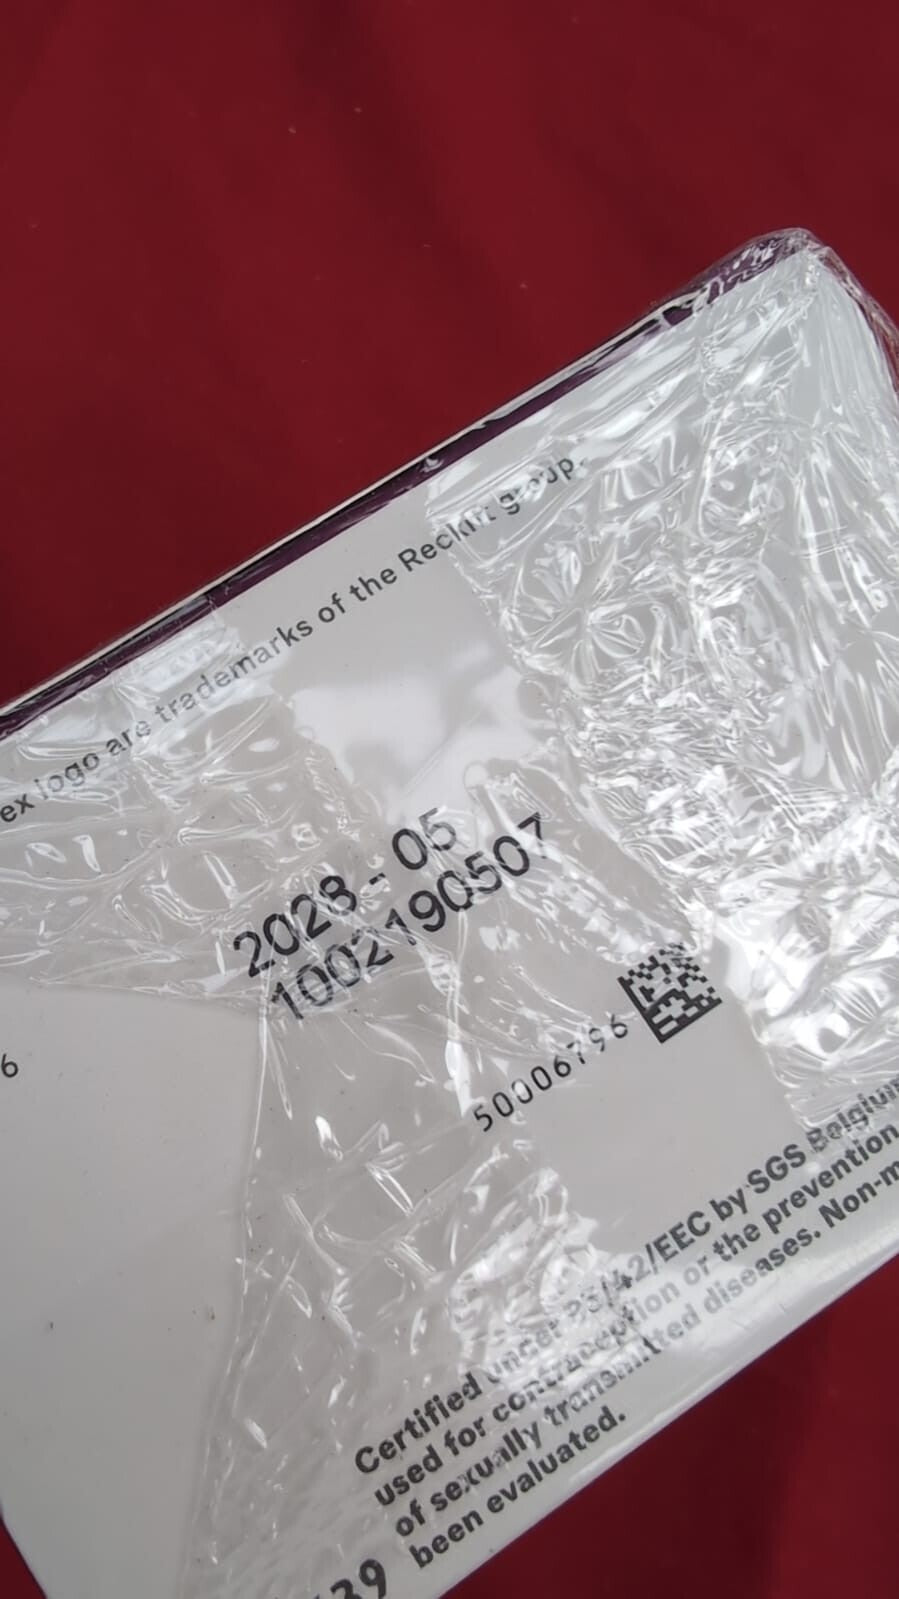 ex logo are trademarks of the Reckitt group.
2028-05
1002190507
50006796
6
Certified under 93/42/EEC by SGS Belgium
used for contraception or the prevention
of sexually transmitted diseases. Non-m
been evaluated.
39